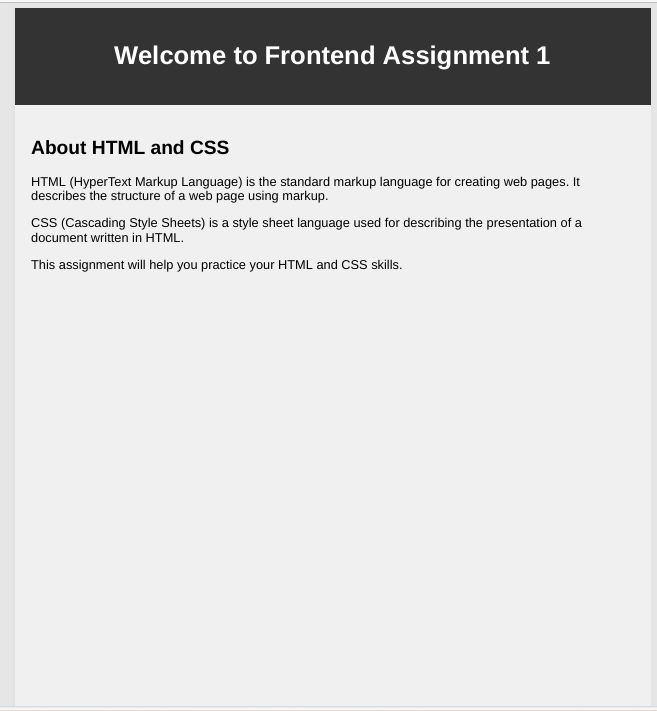 Welcome to Frontend Assignment 1
About HTML and CSS
HTML (HyperText Markup Language) is the standard markup language for creating web pages. It
describes the structure of a web page using markup.
CSS (Cascading Style Sheets) is a style sheet language used for describing the presentation of a
document written in HTML.
This assignment will help you practice your HTML and CSS skills.